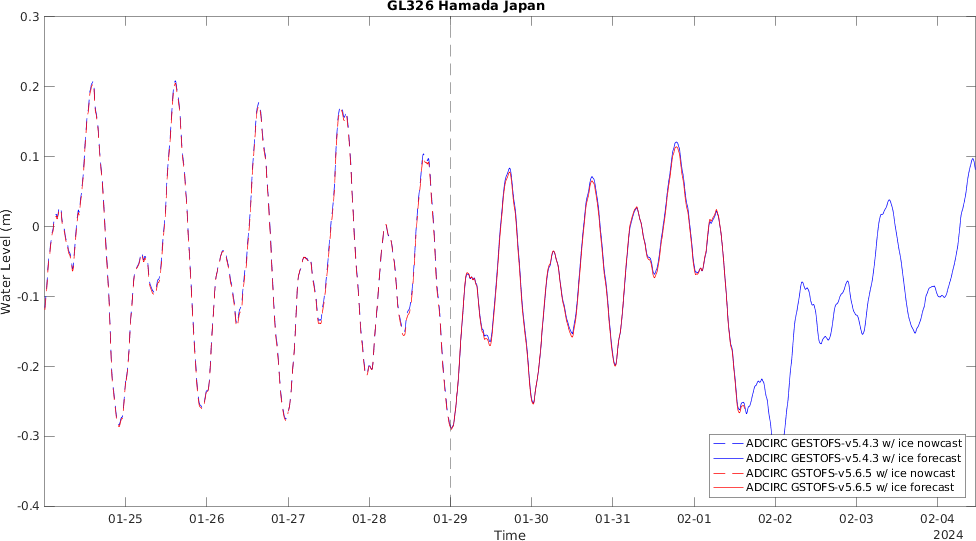 GL326 Hamada Japan
0.3
0.2
0.1
0
-0.1
-0.2
-0.3
-0.4
Water Level (m)
ADCIRC GESTOFS-v5.4.3 w/ ice nowcast
ADCIRC GESTOFS-v5.4.3 w/ ice forecast
ADCIRC GSTOFS-v5.6.5 w/ ice nowcast
ADCIRC GSTOFS-v5.6.5 w/ ice forecast
01-25 01-26 01-27 01-28 01-29 01-30 01-31 02-01 02-02 02-03 02-04
Time
2024